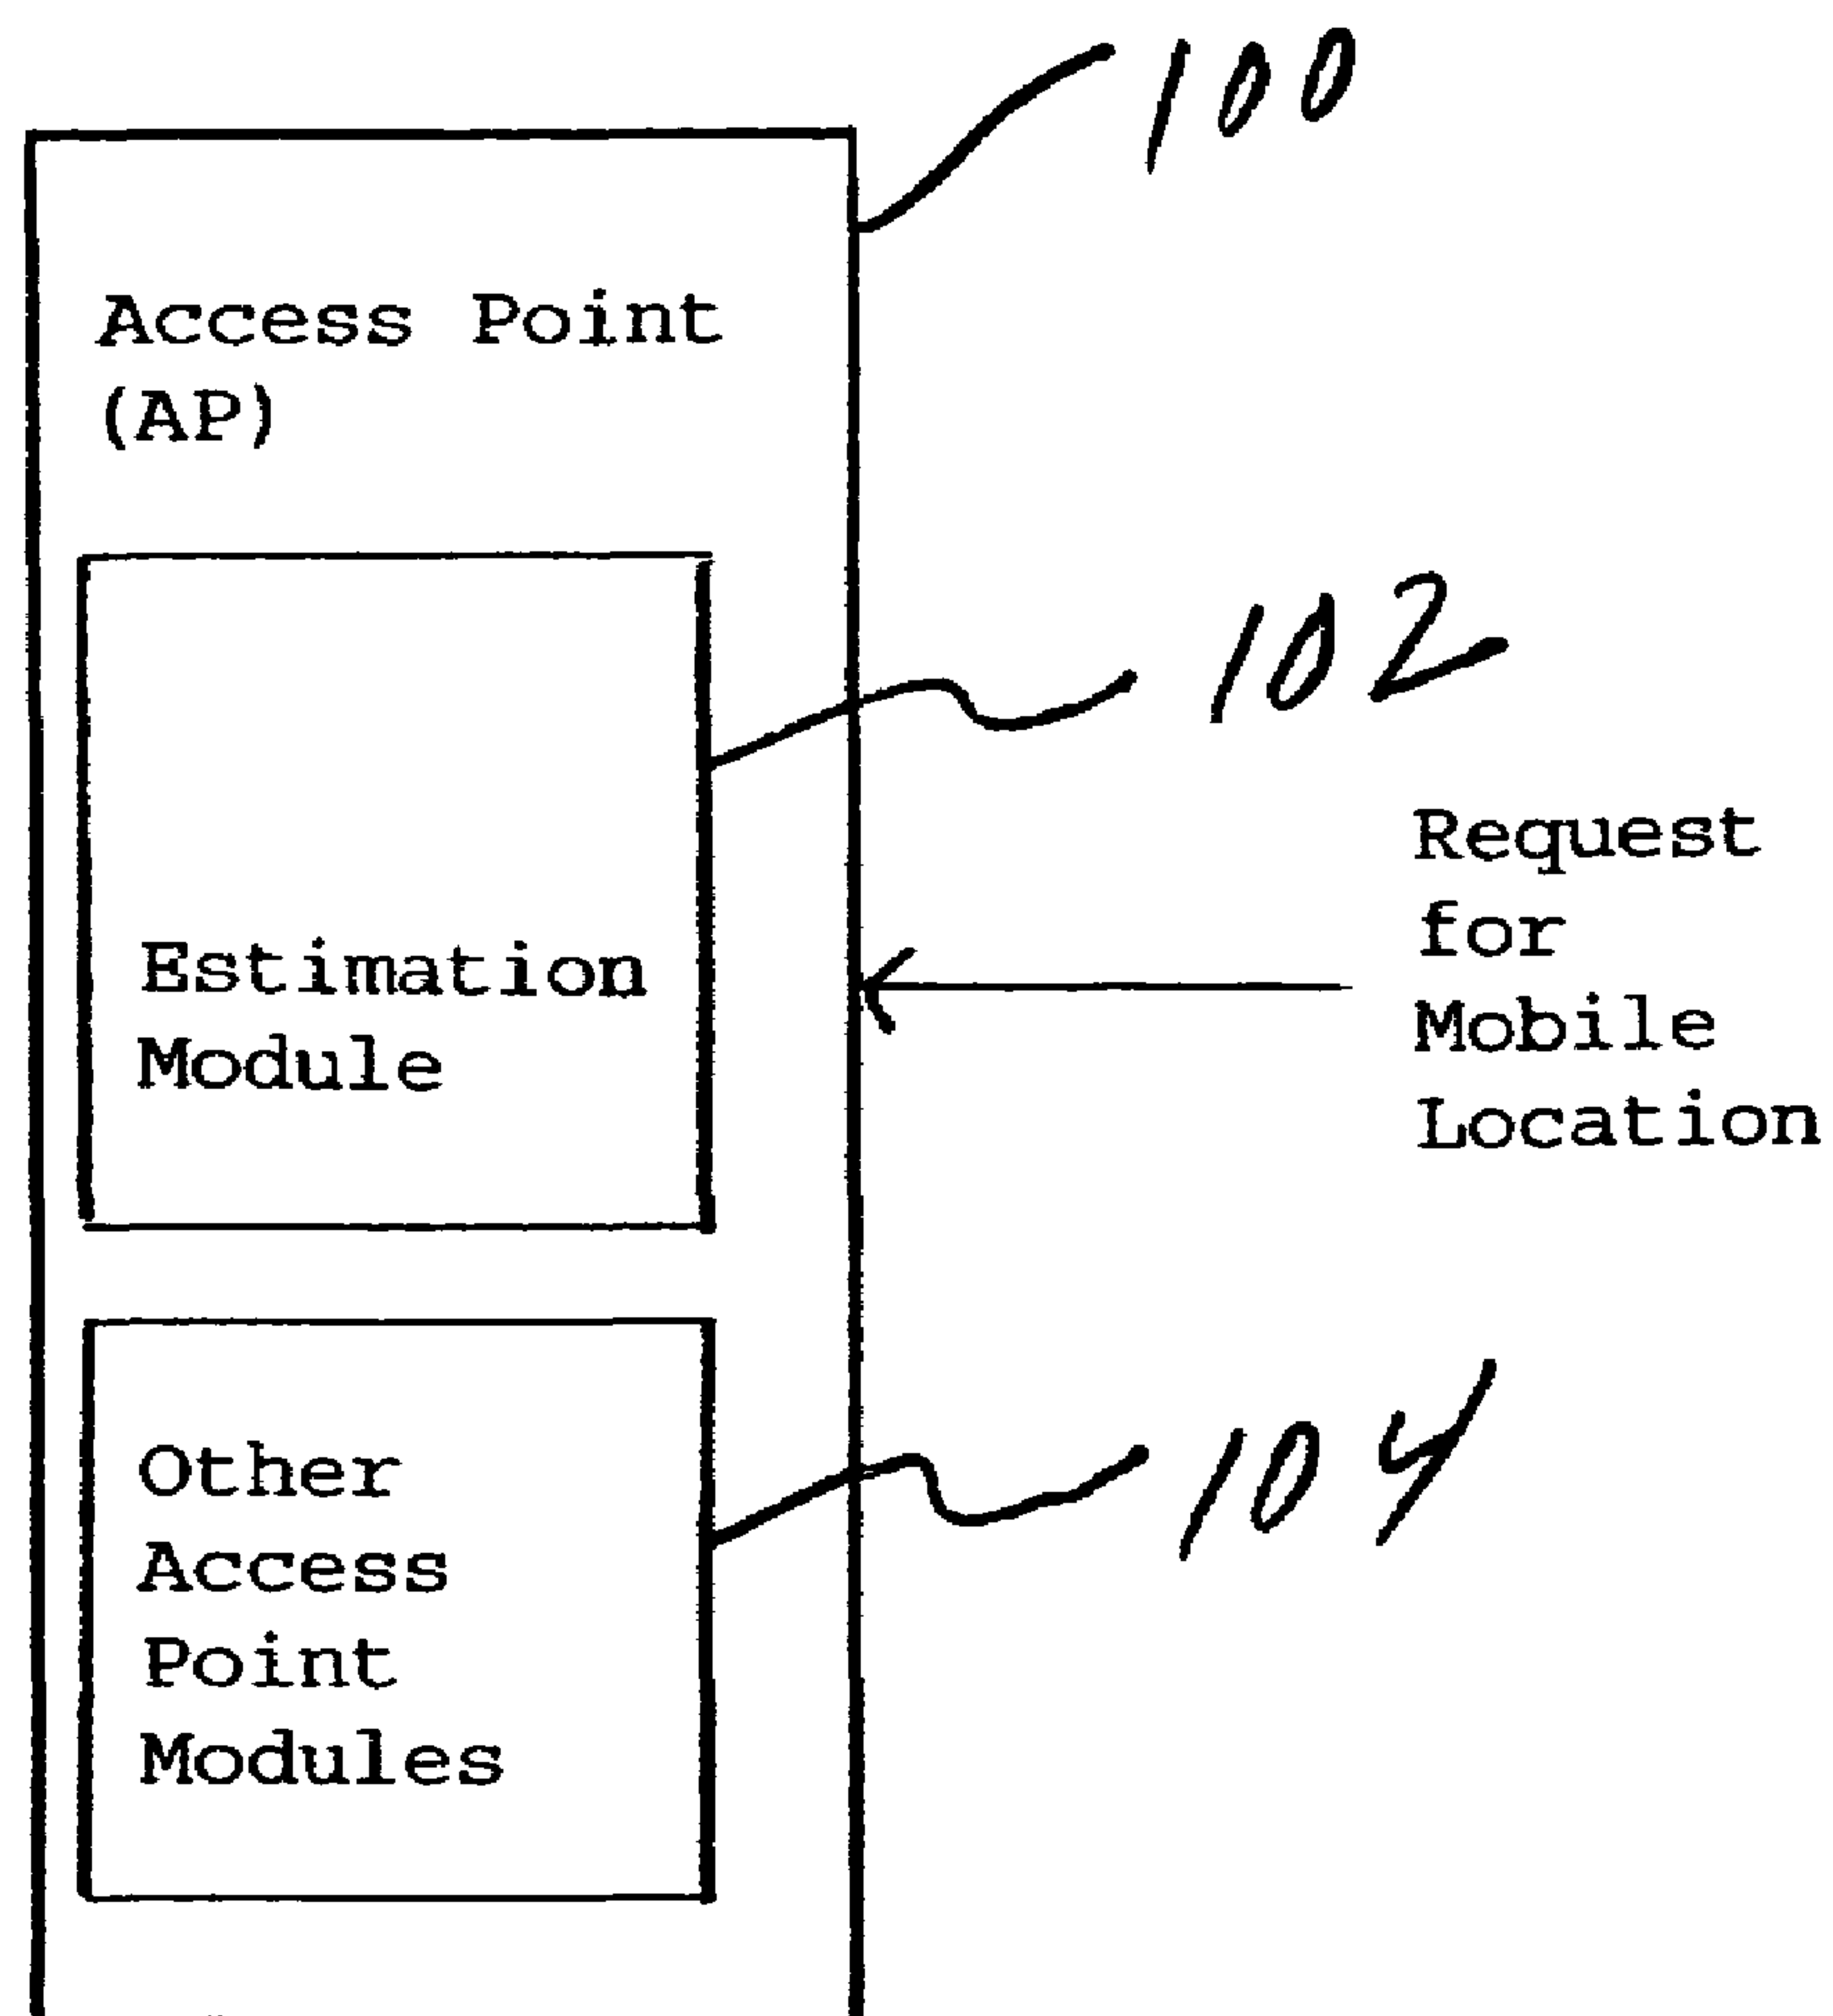 100
Access Point
(AP)
102
Request
for
Mobile
Location
Estimation
Module
104
Other
Access
Point
Modules